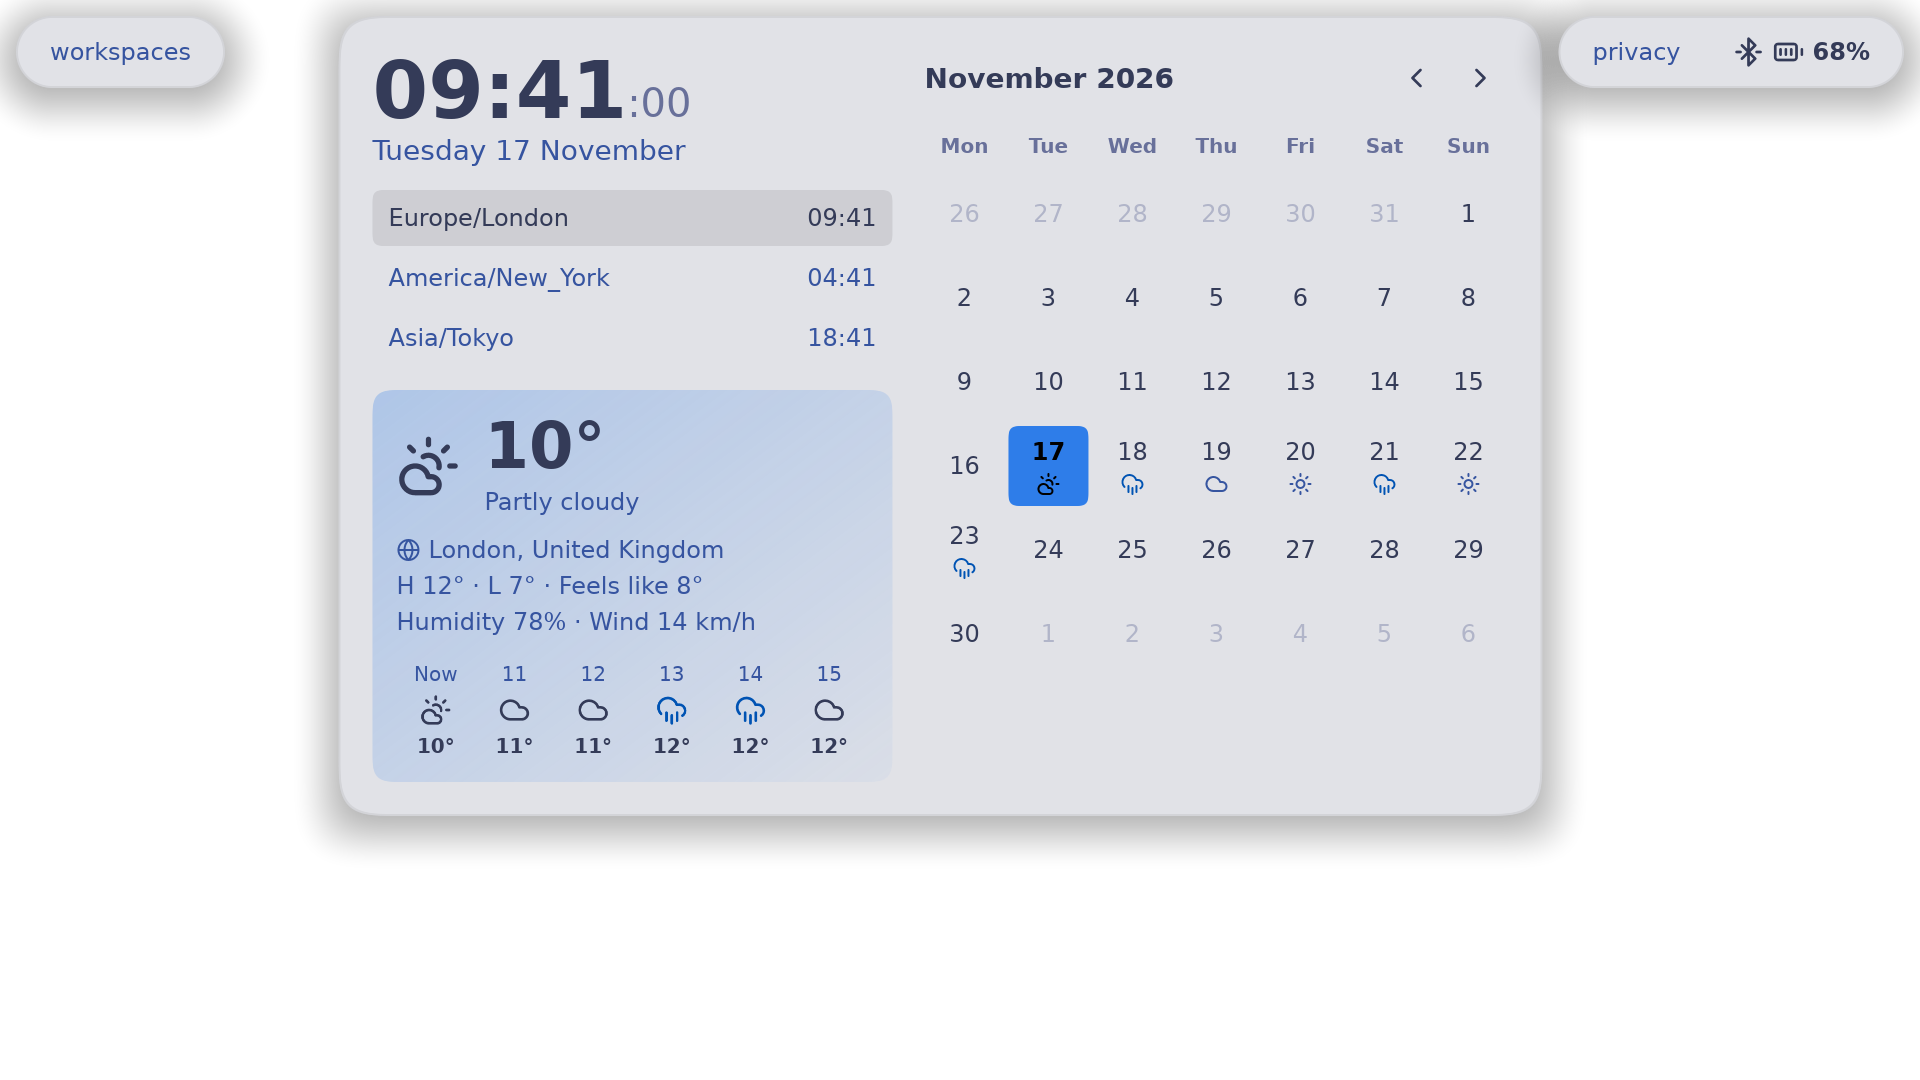 workspaces
09:41:00
Tuesday 17 November
Europe/London 09:41
America/New_York 04:41
Asia/Tokyo 18:41
10°
Partly cloudy
London, United Kingdom
H 12° · L 7° · Feels like 8°
Humidity 78% · Wind 14 km/h
Now 11 12 13 14 15
10° 11° 11° 12° 12° 12°
November 2026
Mon Tue Wed Thu Fri Sat Sun
26 27 28 29 30 31 1
2 3 4 5 6 7 8
9 10 11 12 13 14 15
16 17 18 19 20 21 22
23 24 25 26 27 28 29
30 1 2 3 4 5 6
privacy 68%